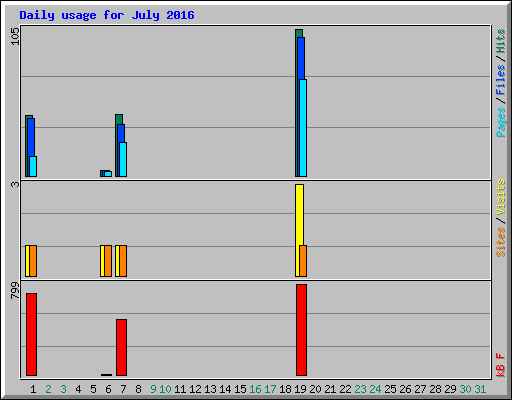 Daily usage for July 2016
105
3
799
Pages / Files / Hits
Sites / Visits
kB F
1 2 3 4 5 6 7 8 9 10 11 12 13 14 15 16 17 18 19 20 21 22 23 24 25 26 27 28 29 30 31